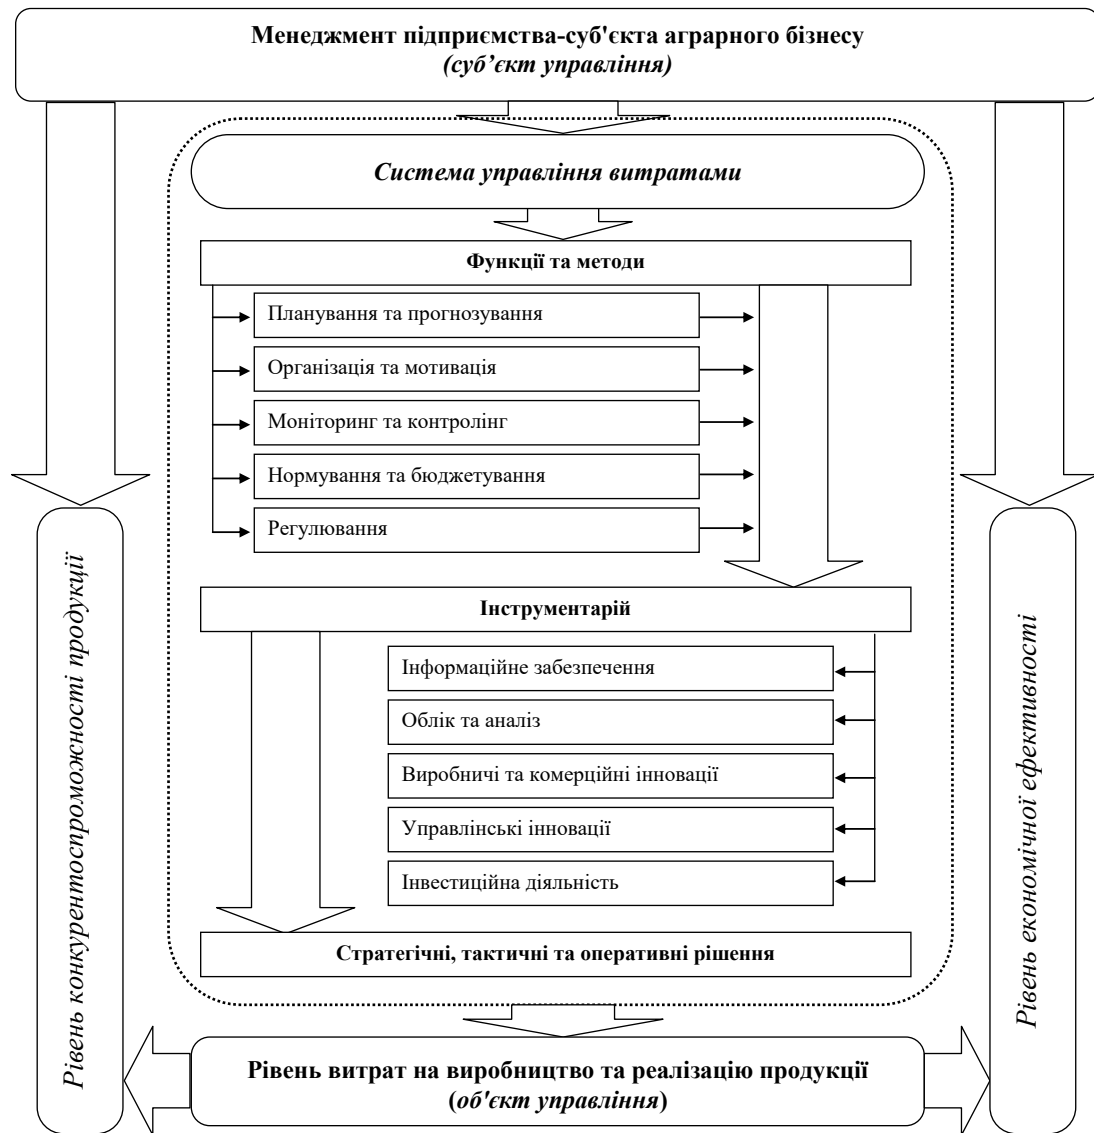 Менеджмент підприємства-суб'єкта аграрного бізнесу
(суб’єкт управління)
Система управління витратами
Функції та методи
Планування та прогнозування
Організація та мотивація
Моніторинг та контролінг
Нормування та бюджетування
Регулювання
Інструментарій
Інформаційне забезпечення
Облік та аналіз
Виробничі та комерційні інновації
Управлінські інновації
Інвестиційна діяльність
Стратегічні, тактичні та оперативні рішення
Рівень конкурентоспроможності продукції
Рівень економічної ефективності
Рівень витрат на виробництво та реалізацію продукції
(об'єкт управління)